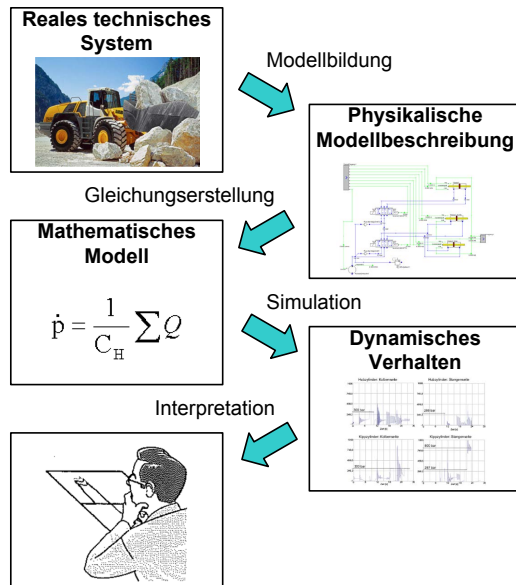 Reales technisches
System
Modellbildung
Physikalische
Modellbeschreibung
Gleichungserstellung
Mathematisches
Modell
ṗ = 1/C_H ∑ Q
Simulation
Dynamisches
Verhalten
Interpretation